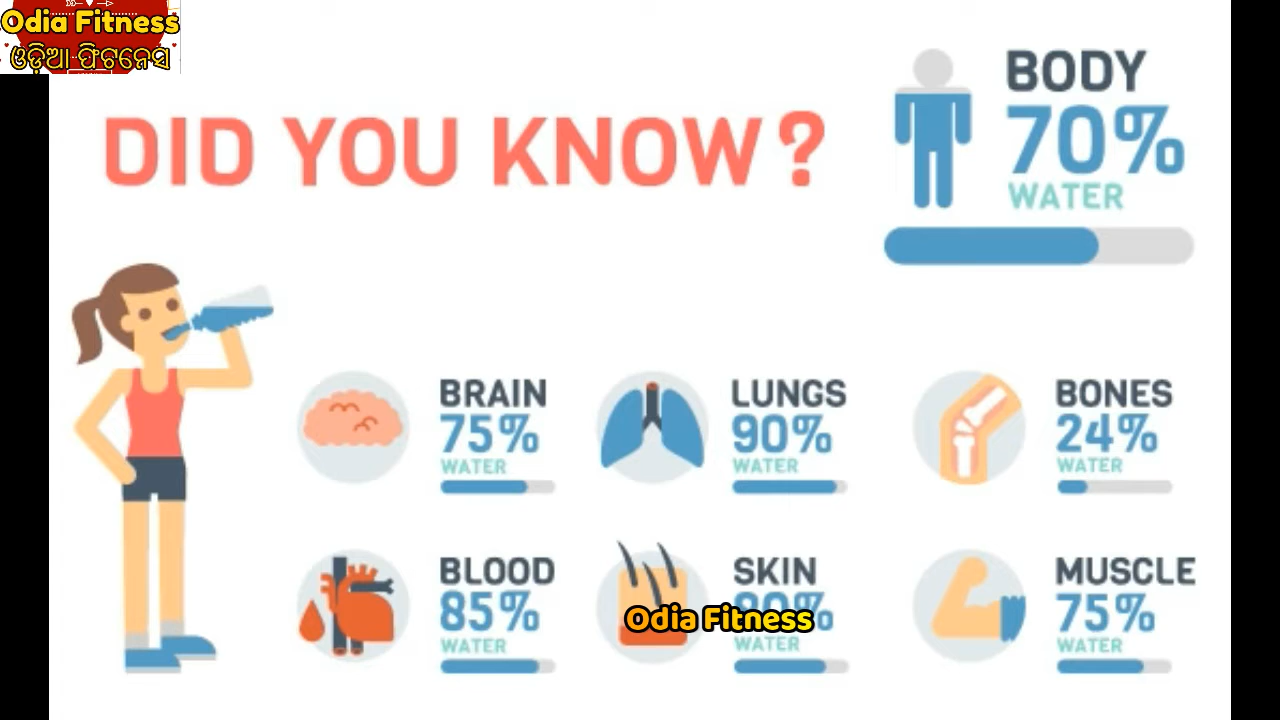 Odia Fitness
ଓଡ଼ିଆ ଫିଟନେସ
DID YOU KNOW?
BODY
70%
WATER
BRAIN
75%
WATER
LUNGS
90%
WATER
BONES
24%
WATER
BLOOD
85%
WATER
SKIN
80%
WATER
Odia Fitness
MUSCLE
75%
WATER